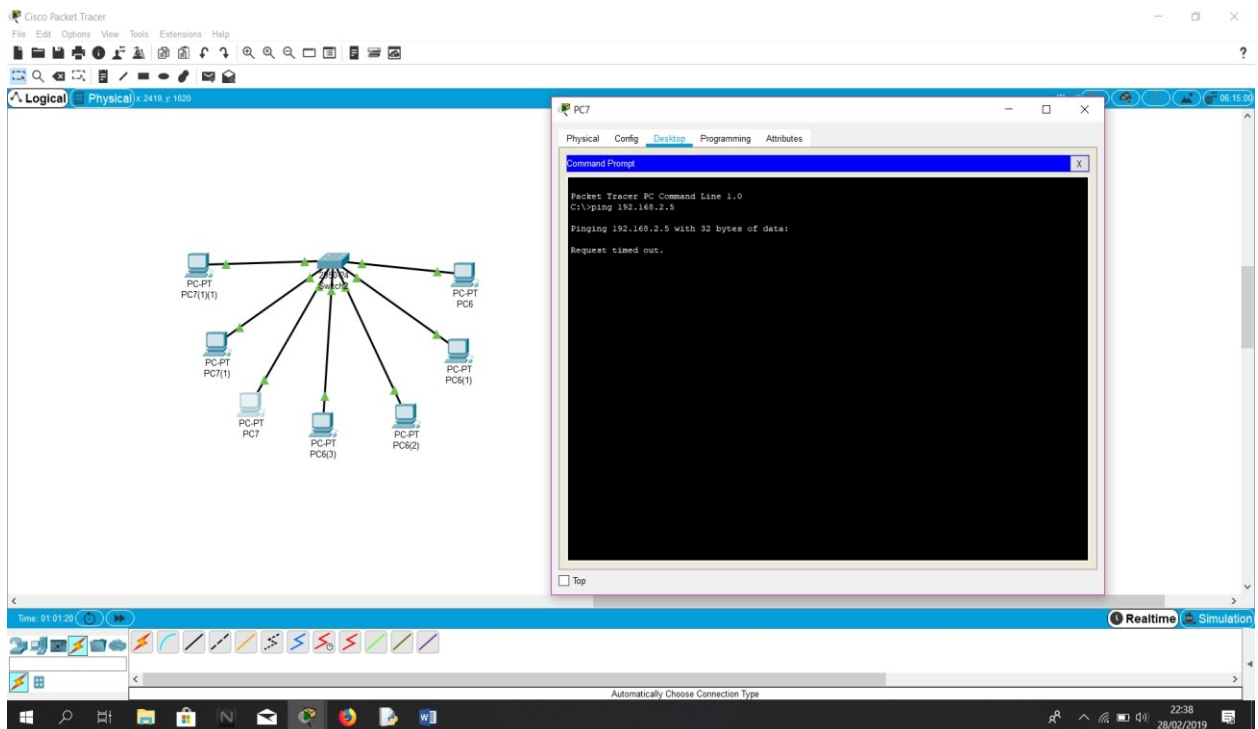 Cisco Packet Tracer
File Edit Options View Tools Extensions Help
?
Logical Physical x: 2419, y: 1620
06:15:00
PC7
Physical Config Desktop Programming Attributes
Command Prompt X
Packet Tracer PC Command Line 1.0
C:\>ping 192.168.2.5
Pinging 192.168.2.5 with 32 bytes of data:
Request timed out.
Top
2950-24
Switch2
PC-PT
PC7(1)(1)
PC-PT
PC6
PC-PT
PC7(1)
PC-PT
PC6(1)
PC-PT
PC7
PC-PT
PC6(3)
PC-PT
PC6(2)
Time: 01:01:20
Realtime Simulation
Automatically Choose Connection Type
22:38
28/02/2019